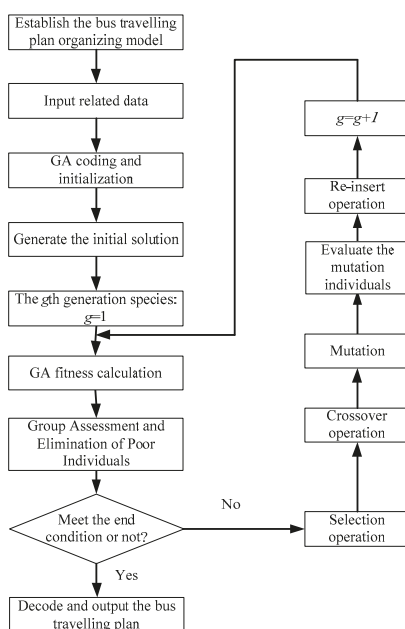 Establish the bus travelling
plan organizing model
Input related data
GA coding and
initialization
Generate the initial solution
The gth generation species:
g=1
GA fitness calculation
Group Assessment and
Elimination of Poor
Individuals
Meet the end
condition or not?
No
Yes
Decode and output the bus
travelling plan
g=g+1
Re-insert
operation
Evaluate the
mutation
individuals
Mutation
Crossover
operation
Selection
operation